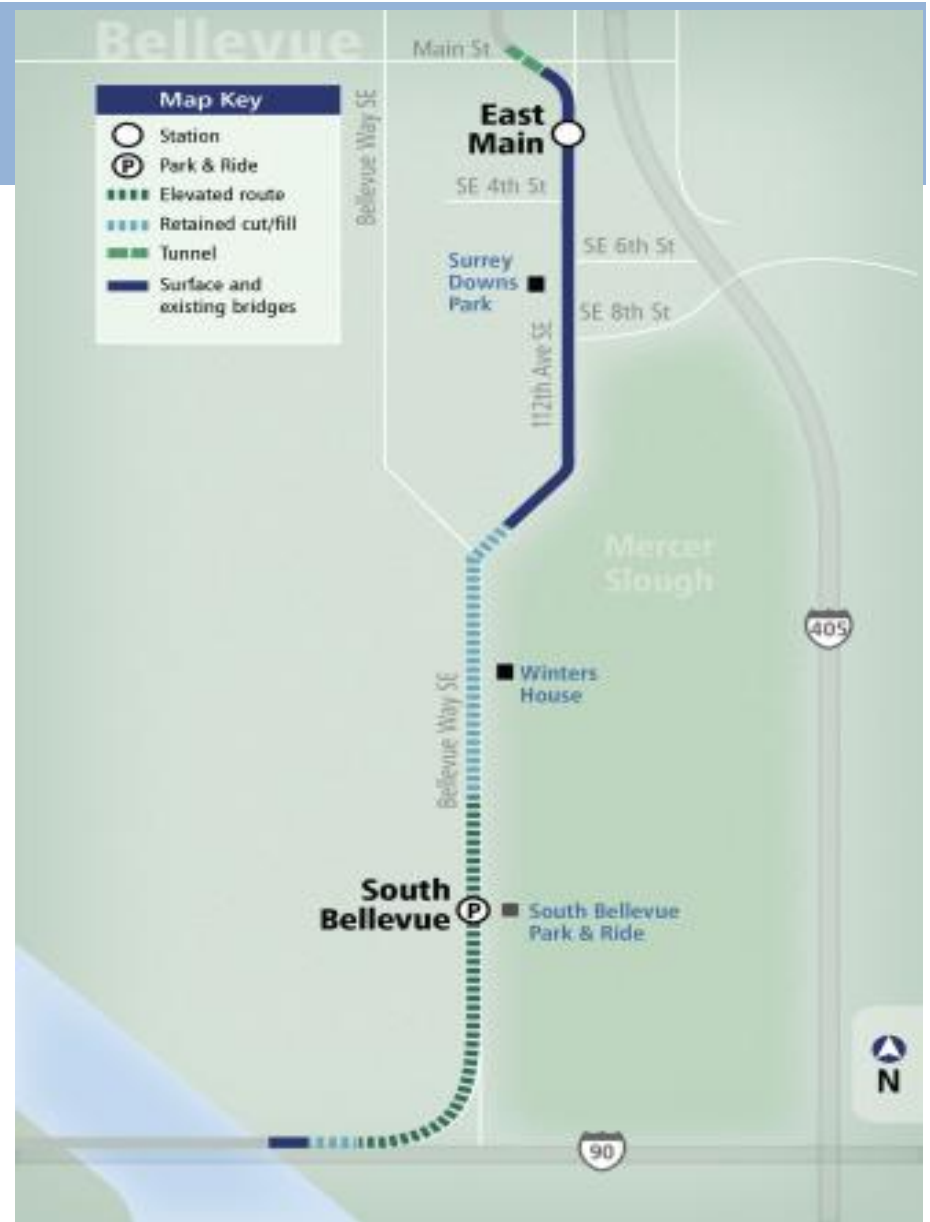 Bellevue
Main St
Map Key
Station
P
Park & Ride
Elevated route
Retained cut/fill
Tunnel
Surface and
existing bridges
Bellevue Way SE
East
Main
SE 4th St
SE 6th St
Surrey
Downs
Park
SE 8th St
112th Ave SE
Mercer
Slough
405
Winters
House
Bellevue Way SE
South
Bellevue
P
South Bellevue
Park & Ride
N
90